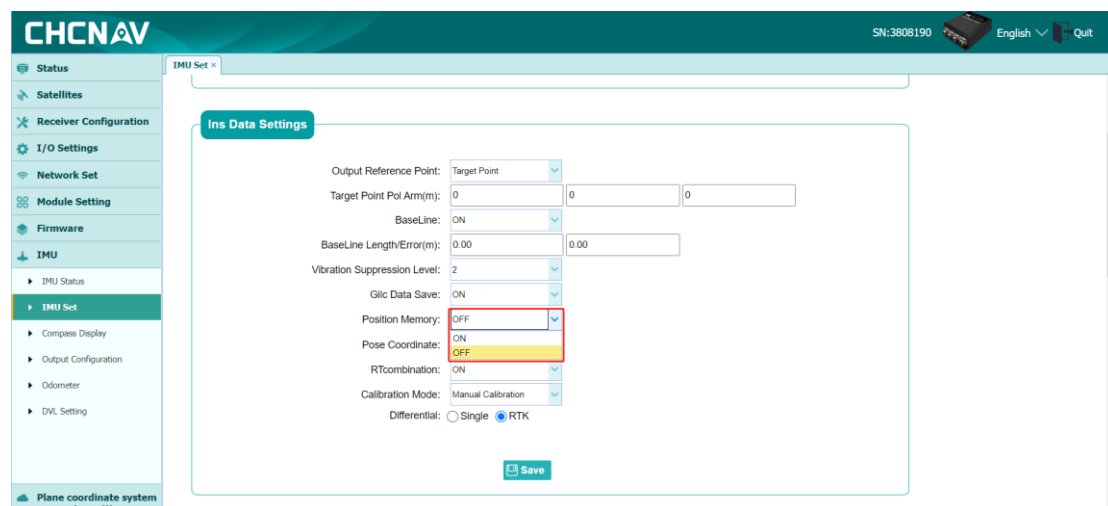 CHCNAV
SN:3808190 English Quit
Status
Satellites
Receiver Configuration
I/O Settings
Network Set
Module Setting
Firmware
IMU
IMU Status
IMU Set
Compass Display
Output Configuration
Odometer
DVL Setting
Plane coordinate system
IMU Set ×
Ins Data Settings
Output Reference Point: Target Point
Target Point Pol Arm(m): 0 0 0
BaseLine: ON
BaseLine Length/Error(m): 0.00 0.00
Vibration Suppression Level: 2
Gilc Data Save: ON
Position Memory: OFF
ON
Pose Coordinate:
OFF
RTcombination: ON
Calibration Mode: Manual Calibration
Differential: Single RTK
Save